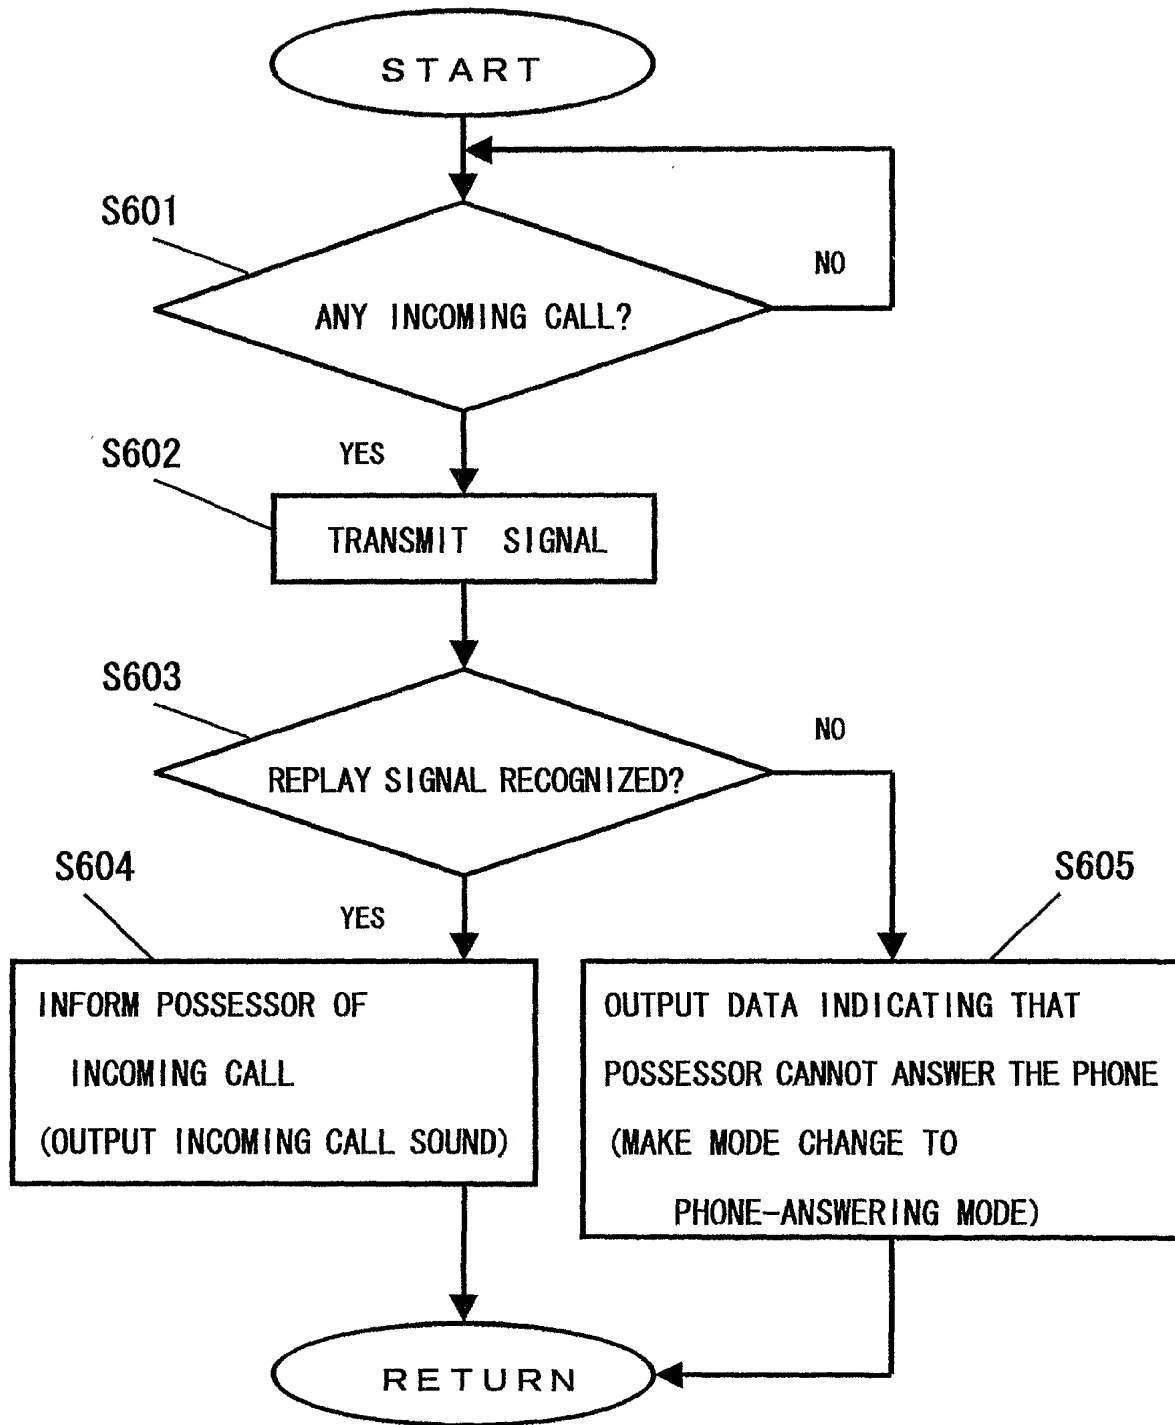 START
S601
NO
ANY INCOMING CALL?
S602
YES
TRANSMIT SIGNAL
S603
NO
REPLAY SIGNAL RECOGNIZED?
S604
YES
S605
INFORM POSSESSOR OF
INCOMING CALL
(OUTPUT INCOMING CALL SOUND)
OUTPUT DATA INDICATING THAT
POSSESSOR CANNOT ANSWER THE PHONE
(MAKE MODE CHANGE TO
PHONE-ANSWERING MODE)
RETURN